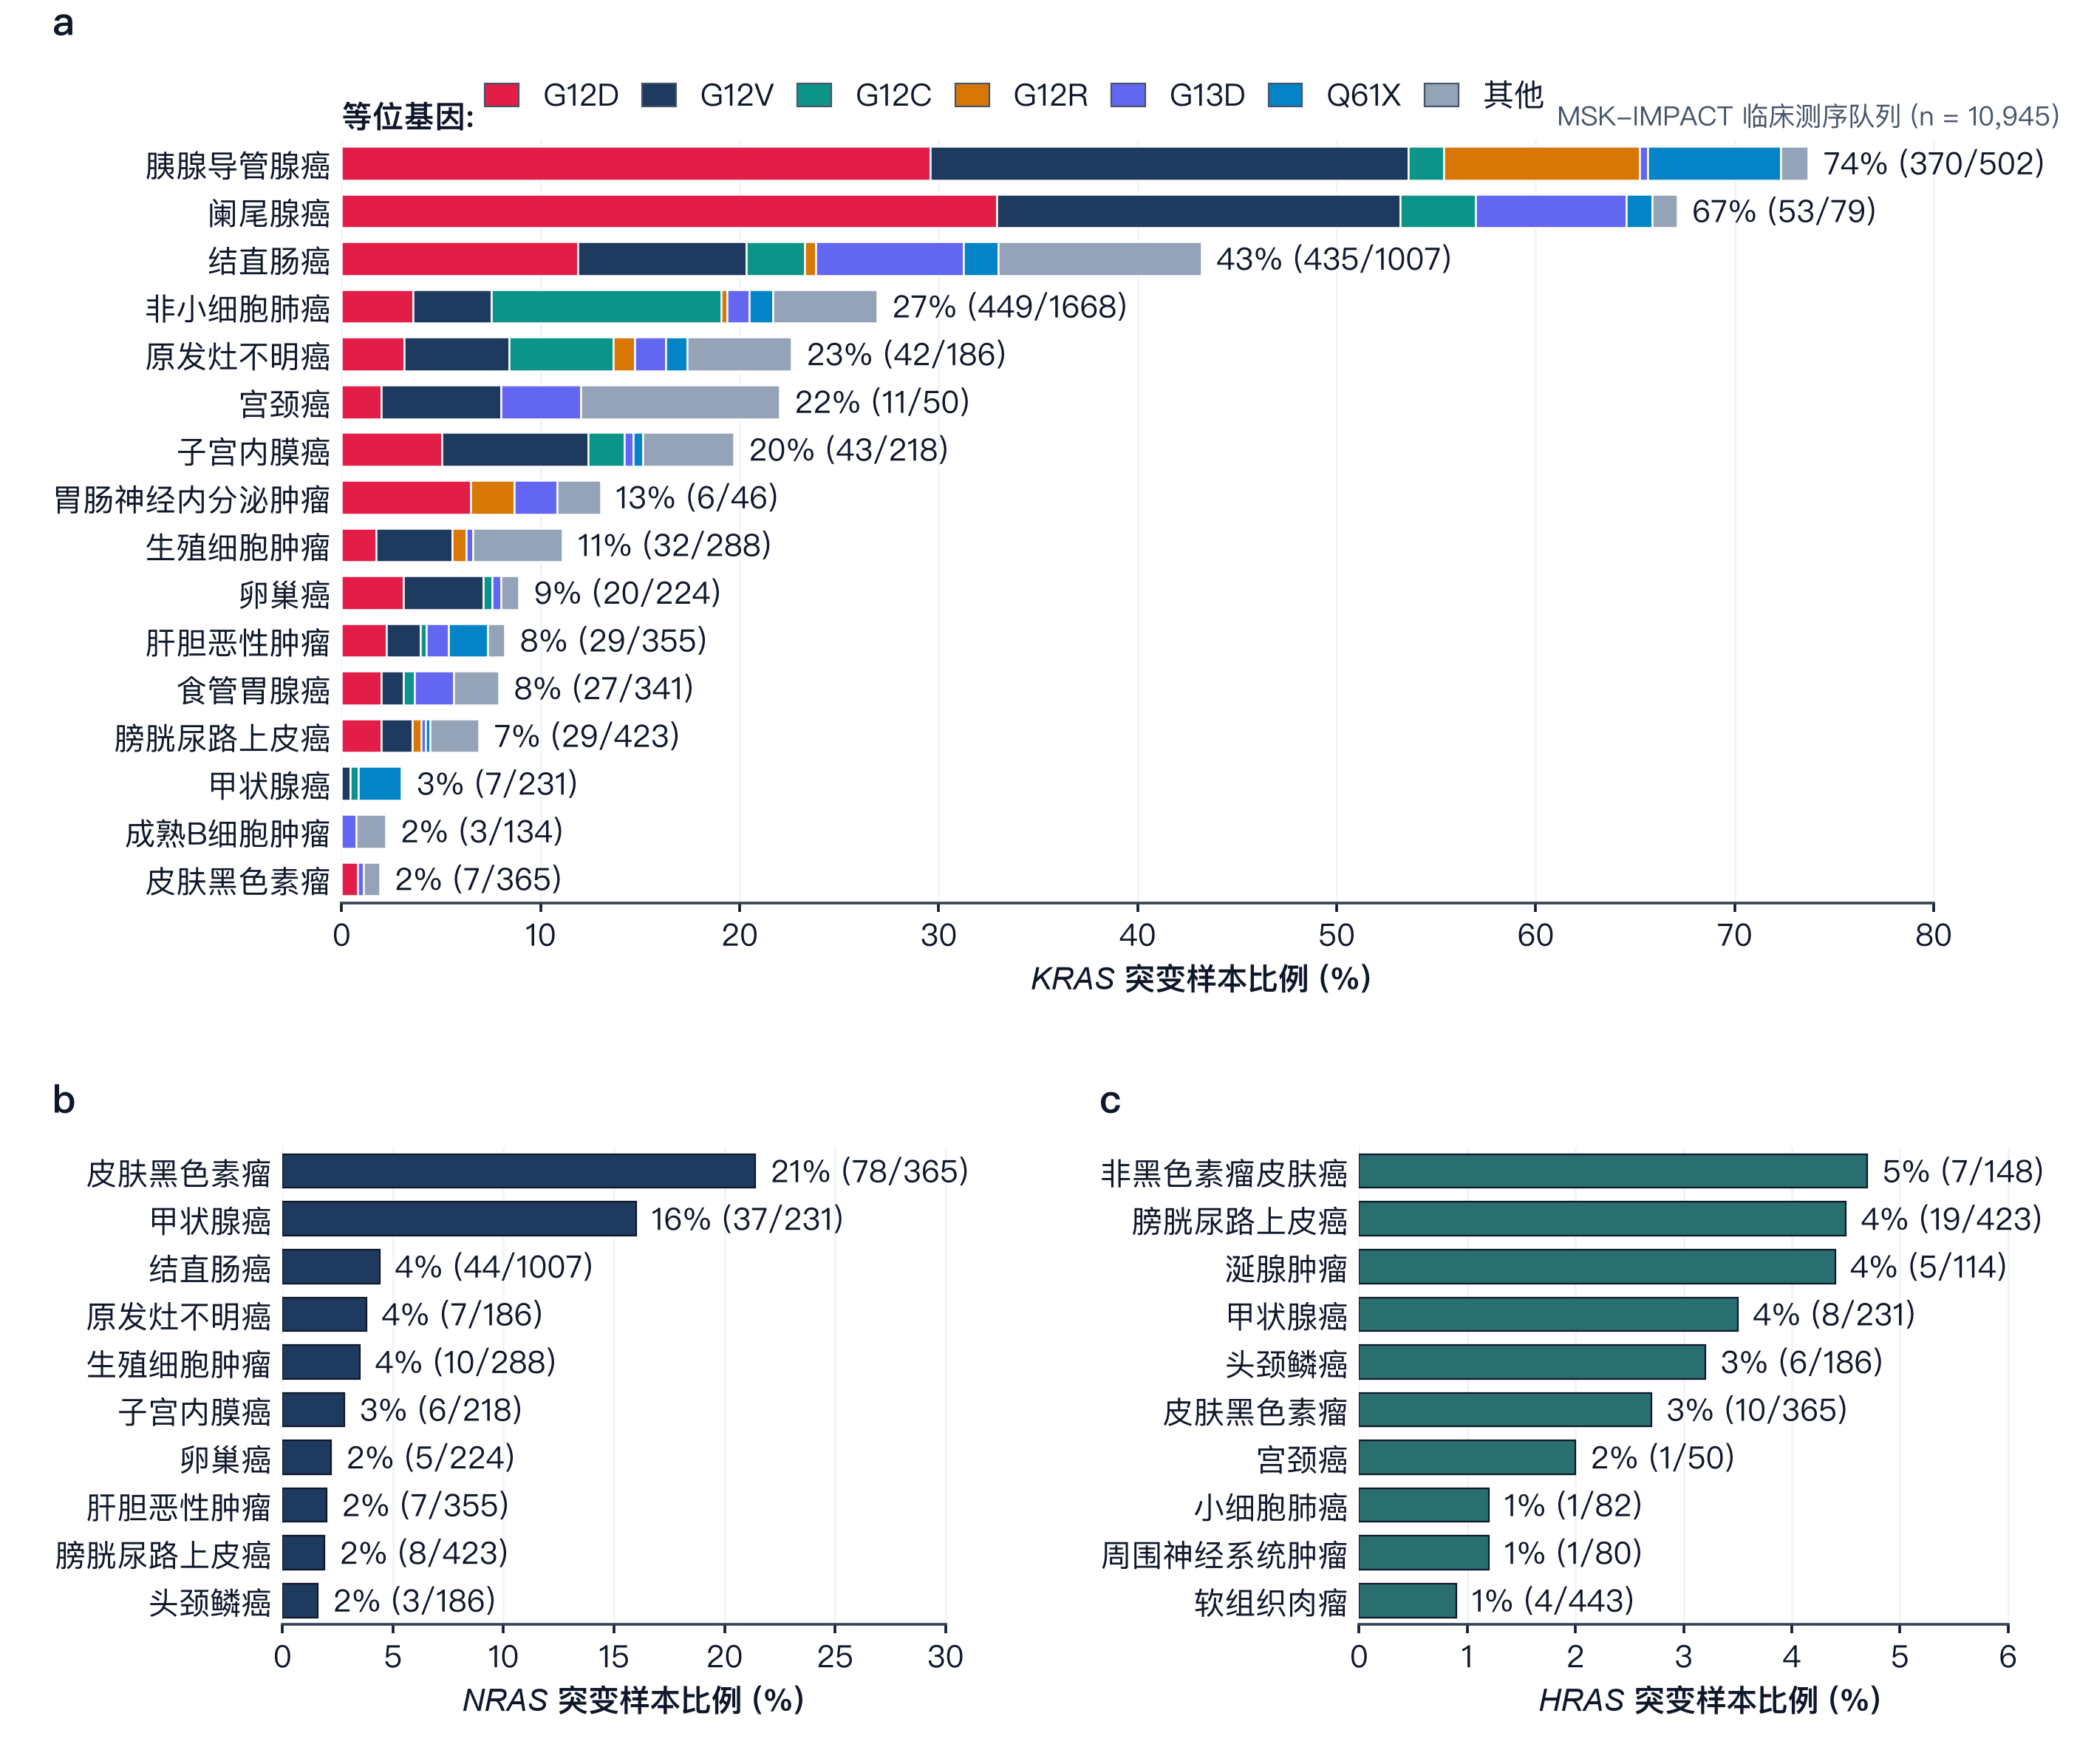 a
等位基因: G12D G12V G12C G12R G13D Q61X 其他
MSK–IMPACT 临床测序队列 (n = 10,945)
胰腺导管腺癌 74% (370/502)
阑尾腺癌 67% (53/79)
结直肠癌 43% (435/1007)
非小细胞肺癌 27% (449/1668)
原发灶不明癌 23% (42/186)
宫颈癌 22% (11/50)
子宫内膜癌 20% (43/218)
胃肠神经内分泌肿瘤 13% (6/46)
生殖细胞肿瘤 11% (32/288)
卵巢癌 9% (20/224)
肝胆恶性肿瘤 8% (29/355)
食管胃腺癌 8% (27/341)
膀胱尿路上皮癌 7% (29/423)
甲状腺癌 3% (7/231)
成熟B细胞肿瘤 2% (3/134)
皮肤黑色素瘤 2% (7/365)
0 10 20 30 40 50 60 70 80
KRAS 突变样本比例 (%)
b
皮肤黑色素瘤 21% (78/365)
甲状腺癌 16% (37/231)
结直肠癌 4% (44/1007)
原发灶不明癌 4% (7/186)
生殖细胞肿瘤 4% (10/288)
子宫内膜癌 3% (6/218)
卵巢癌 2% (5/224)
肝胆恶性肿瘤 2% (7/355)
膀胱尿路上皮癌 2% (8/423)
头颈鳞癌 2% (3/186)
0 5 10 15 20 25 30
NRAS 突变样本比例 (%)
c
非黑色素瘤皮肤癌 5% (7/148)
膀胱尿路上皮癌 4% (19/423)
涎腺肿瘤 4% (5/114)
甲状腺癌 4% (8/231)
头颈鳞癌 3% (6/186)
皮肤黑色素瘤 3% (10/365)
宫颈癌 2% (1/50)
小细胞肺癌 1% (1/82)
周围神经系统肿瘤 1% (1/80)
软组织肉瘤 1% (4/443)
0 1 2 3 4 5 6
HRAS 突变样本比例 (%)